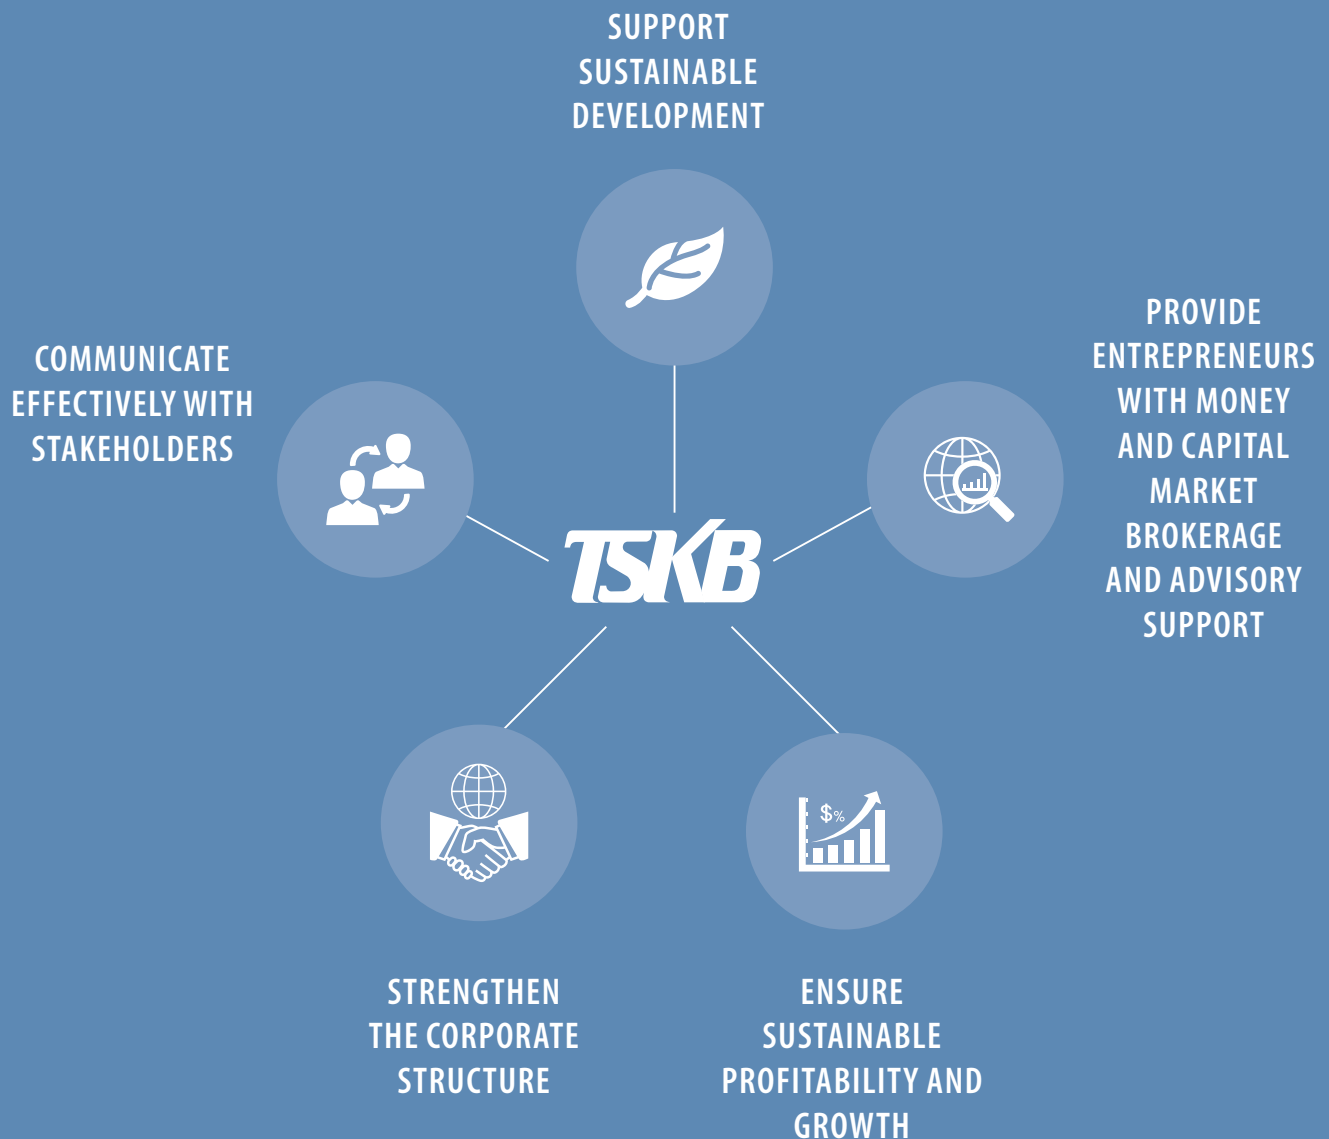 SUPPORT
SUSTAINABLE
DEVELOPMENT
COMMUNICATE
EFFECTIVELY WITH
STAKEHOLDERS
PROVIDE
ENTREPRENEURS
WITH MONEY
AND CAPITAL
MARKET
BROKERAGE
AND ADVISORY
SUPPORT
TSKB
$%
STRENGTHEN
THE CORPORATE
STRUCTURE
ENSURE
SUSTAINABLE
PROFITABILITY AND
GROWTH